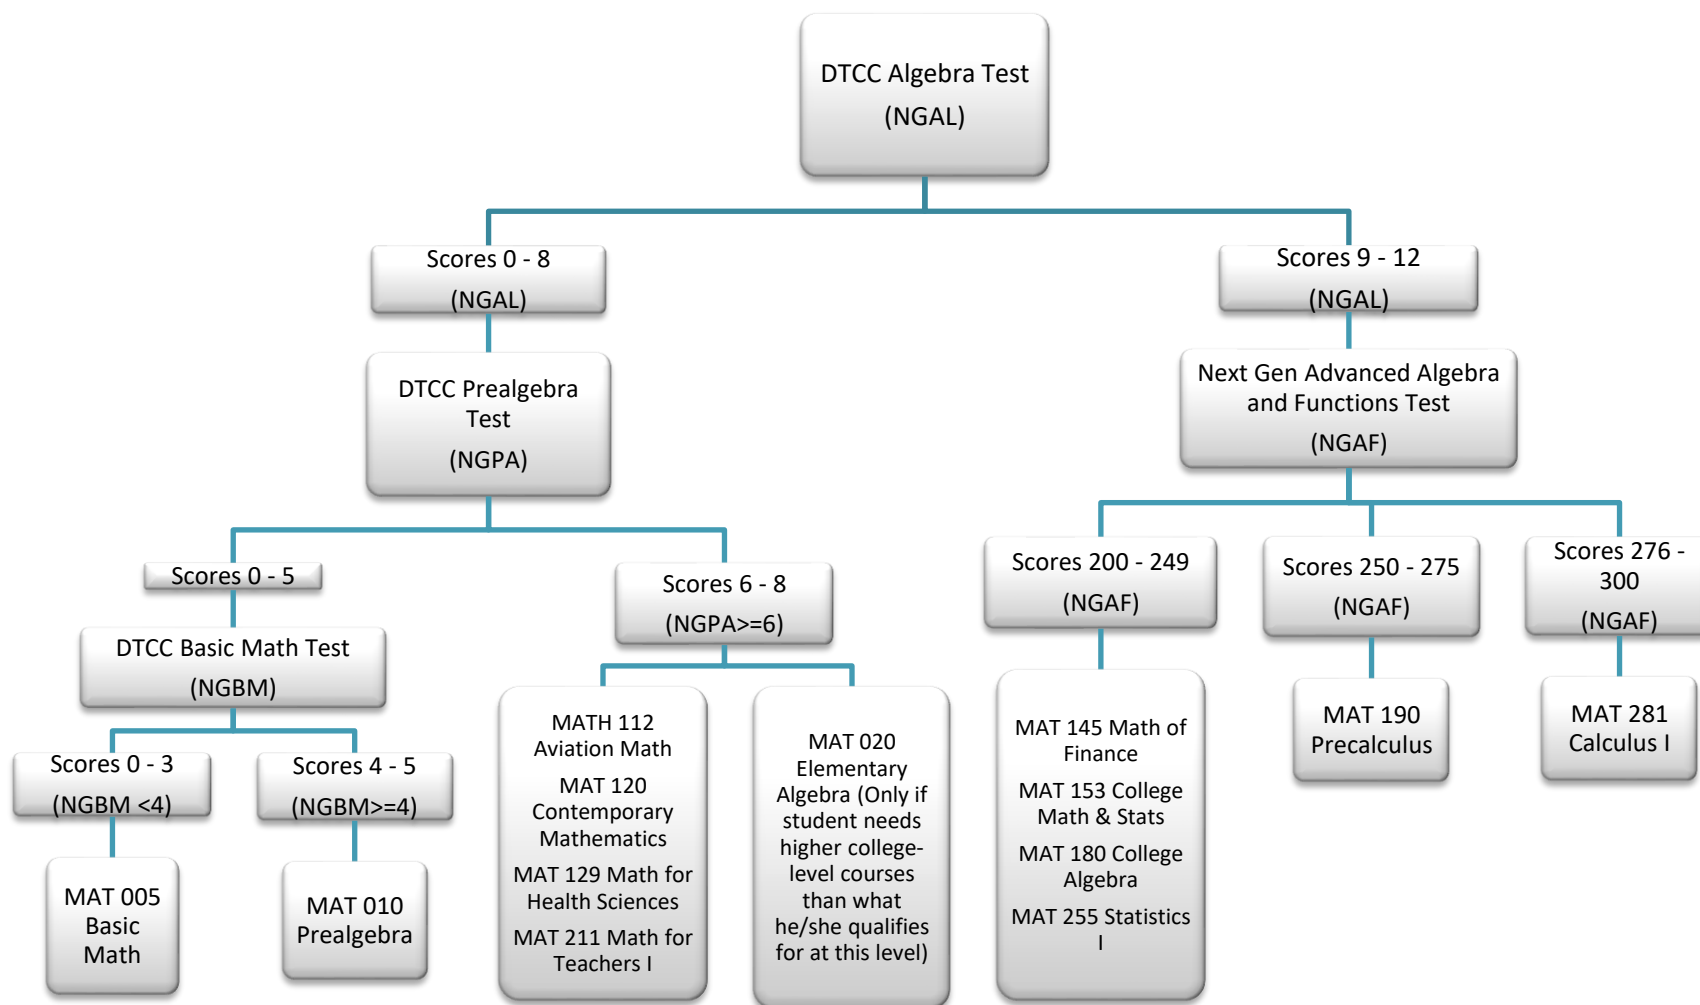 DTCC Algebra Test
(NGAL)
Scores 0 - 8
(NGAL)
Scores 9 - 12
(NGAL)
DTCC Prealgebra
Test
(NGPA)
Next Gen Advanced Algebra
and Functions Test
(NGAF)
Scores 0 - 5
Scores 6 - 8
(NGPA>=6)
Scores 200 - 249
(NGAF)
Scores 250 - 275
(NGAF)
Scores 276 -
300
(NGAF)
DTCC Basic Math Test
(NGBM)
Scores 0 - 3
(NGBM <4)
Scores 4 - 5
(NGBM>=4)
MAT 005
Basic
Math
MAT 010
Prealgebra
MATH 112
Aviation Math
MAT 120
Contemporary
Mathematics
MAT 129 Math for
Health Sciences
MAT 211 Math for
Teachers I
MAT 020
Elementary
Algebra (Only if
student needs
higher college-
level courses
than what
he/she qualifies
for at this level)
MAT 145 Math of
Finance
MAT 153 College
Math & Stats
MAT 180 College
Algebra
MAT 255 Statistics
I
MAT 190
Precalculus
MAT 281
Calculus I